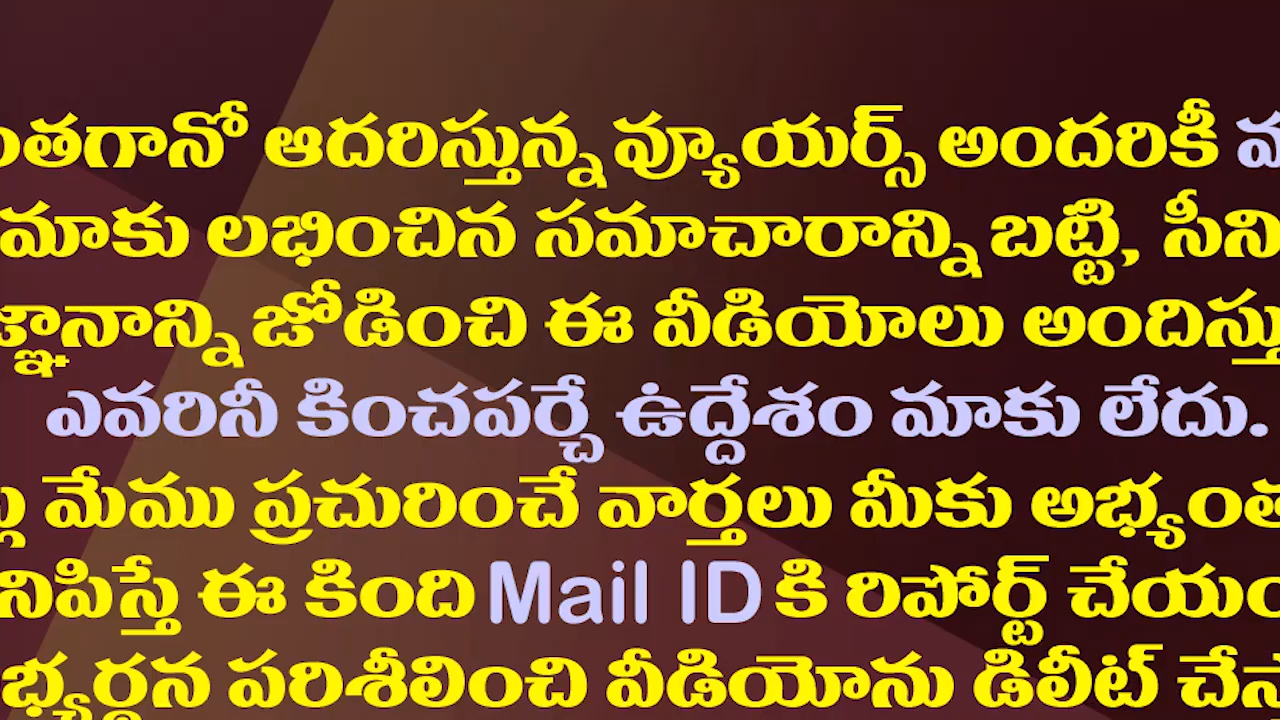 ంతగానో ఆదరిస్తున్న వ్యూయర్స్ అందరికీ
మాకు లభించిన సమాచారాన్ని బట్టి, సీని
జ్ఞానాన్ని జోడించి ఈ వీడియోలు అందిస్తు
ఎవరినీ కించపర్చే ఉద్దేశం మాకు లేదు.
మేము ప్రచురించే వార్తలు మీకు అభ్యంత
నిపిస్తే ఈ కింది Mail ID కి రిపోర్ట్ చేయం
భ్యర్థన పరిశీలించి వీడియోను డిలీట్ చేస